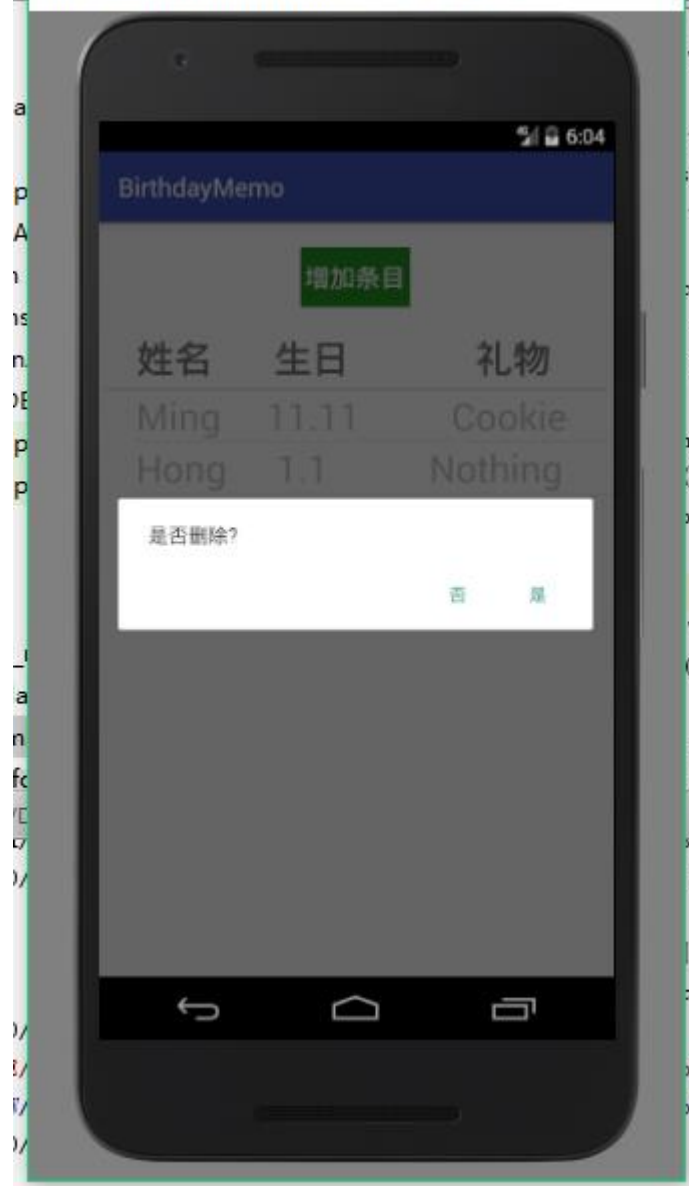 6:04
BirthdayMemo
增加条目
姓名 生日 礼物
Ming 11.11 Cookie
Hong 1.1 Nothing
是否删除?
否 是